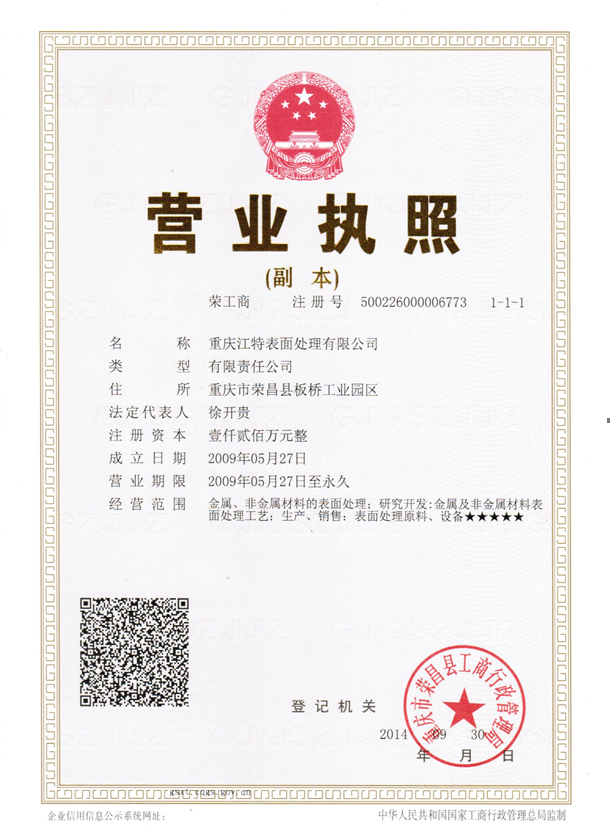 营业执照
(副 本)
荣工商 注册号 500226000006773 1-1-1
名 称 重庆江特表面处理有限公司
类 型 有限责任公司
住 所 重庆市荣昌县板桥工业园区
法定代表人 徐开贵
注册资本 壹仟贰佰万元整
成立日期 2009年05月27日
营业期限 2009年05月27日至永久
经营范围 金属、非金属材料的表面处理；研究开发:金属及非金属材料表
面处理工艺；生产、销售：表面处理原料、设备★★★★★
重庆市荣昌县工商行政管理局
登记机关
2014 09 30
年 月 日
gsxt.cqgs.gov.cn
企业信用信息公示系统网址：
中华人民共和国国家工商行政管理总局监制